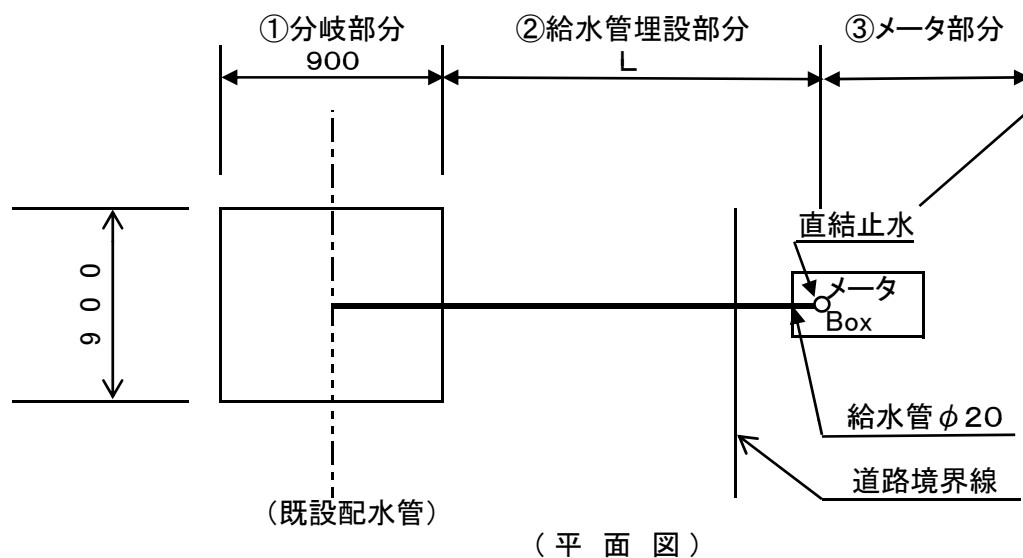 ①分岐部分
②給水管埋設部分
③メータ部分
900
L
直結止水
900
メータ
Box
給水管φ20
道路境界線
(既設配水管)
(平 面 図)